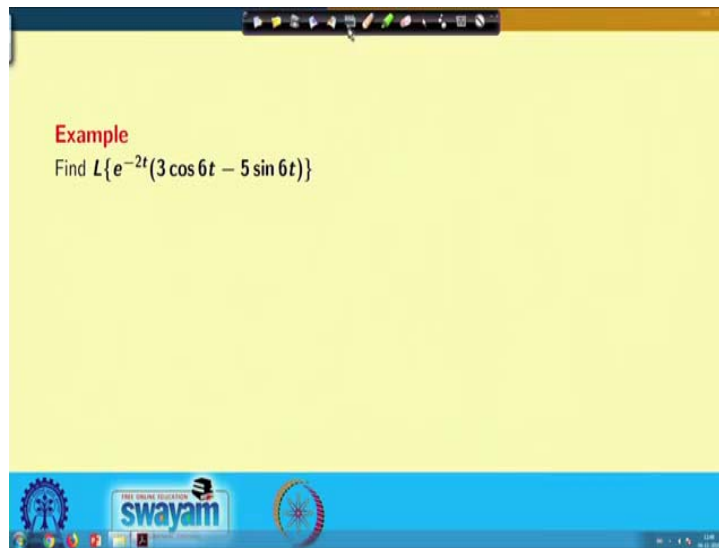 Example
Find L{e^{-2t}(3 cos 6t − 5 sin 6t)}
FREE ONLINE EDUCATION
swayam